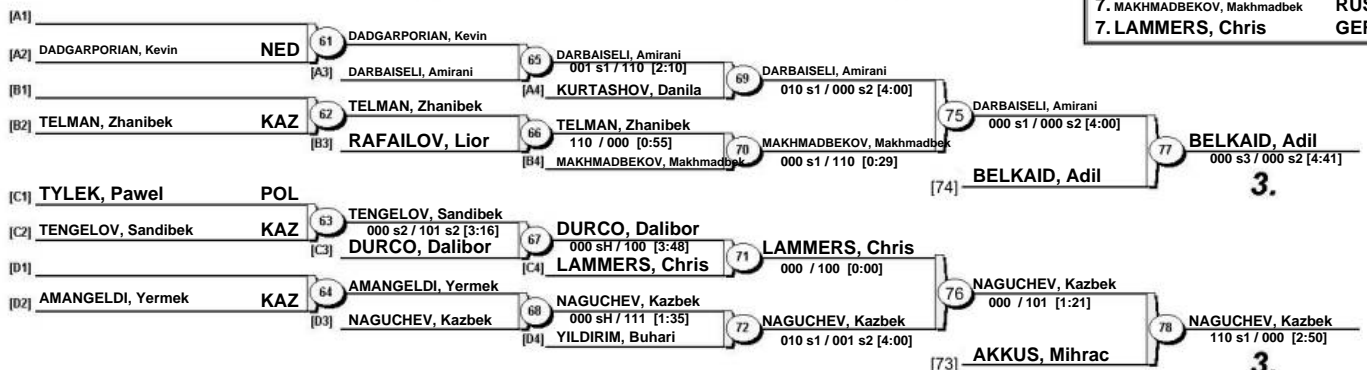 7. MAKHMADBEKOV, Makhmadbek RUS
7. LAMMERS, Chris GER
[A1]
[A2] DADGARPORIAN, Kevin NED
61
DADGARPORIAN, Kevin
[A3] DARBAISELI, Amirani
65
DARBAISELI, Amirani
001 s1 / 110 [2:10]
[A4] KURTASHOV, Danila
69
DARBAISELI, Amirani
010 s1 / 000 s2 [4:00]
[B1]
[B2] TELMAN, Zhanibek KAZ
62
TELMAN, Zhanibek
[B3] RAFAILOV, Lior
66
TELMAN, Zhanibek
110 / 000 [0:55]
[B4] MAKHMADBEKOV, Makhmadbek
70
MAKHMADBEKOV, Makhmadbek
000 s1 / 110 [0:29]
75
DARBAISELI, Amirani
000 s1 / 000 s2 [4:00]
[74] BELKAID, Adil
77
BELKAID, Adil
000 s3 / 000 s2 [4:41]
3.
[C1] TYLEK, Pawel POL
[C2] TENGELOV, Sandibek KAZ
63
TENGELOV, Sandibek
000 s2 / 101 s2 [3:16]
[C3] DURCO, Dalibor
67
DURCO, Dalibor
000 sH / 100 [3:48]
[C4] LAMMERS, Chris
71
LAMMERS, Chris
000 / 100 [0:00]
[D1]
[D2] AMANGELDI, Yermek KAZ
64
AMANGELDI, Yermek
[D3] NAGUCHEV, Kazbek
68
NAGUCHEV, Kazbek
000 sH / 111 [1:35]
[D4] YILDIRIM, Buhari
72
NAGUCHEV, Kazbek
010 s1 / 001 s2 [4:00]
76
NAGUCHEV, Kazbek
000 / 101 [1:21]
[73] AKKUS, Mihrac
78
NAGUCHEV, Kazbek
110 s1 / 000 [2:50]
3.